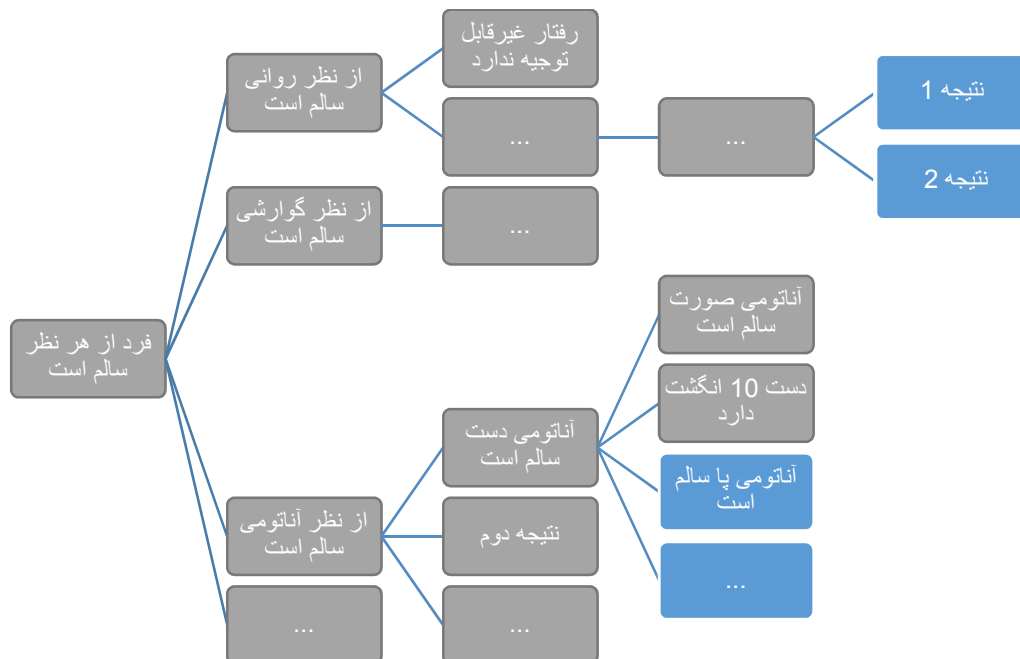 رفتار غیرقابل
توجیه ندارد
از نظر روانی
سالم است
نتیجه 1
...
...
نتیجه 2
از نظر گوارشی
سالم است
...
آناتومی صورت
سالم است
فرد از هر نظر
سالم است
دست 10 انگشت
دارد
آناتومی دست
سالم است
آناتومی پا سالم
است
از نظر آناتومی
سالم است
نتیجه دوم
...
...
...